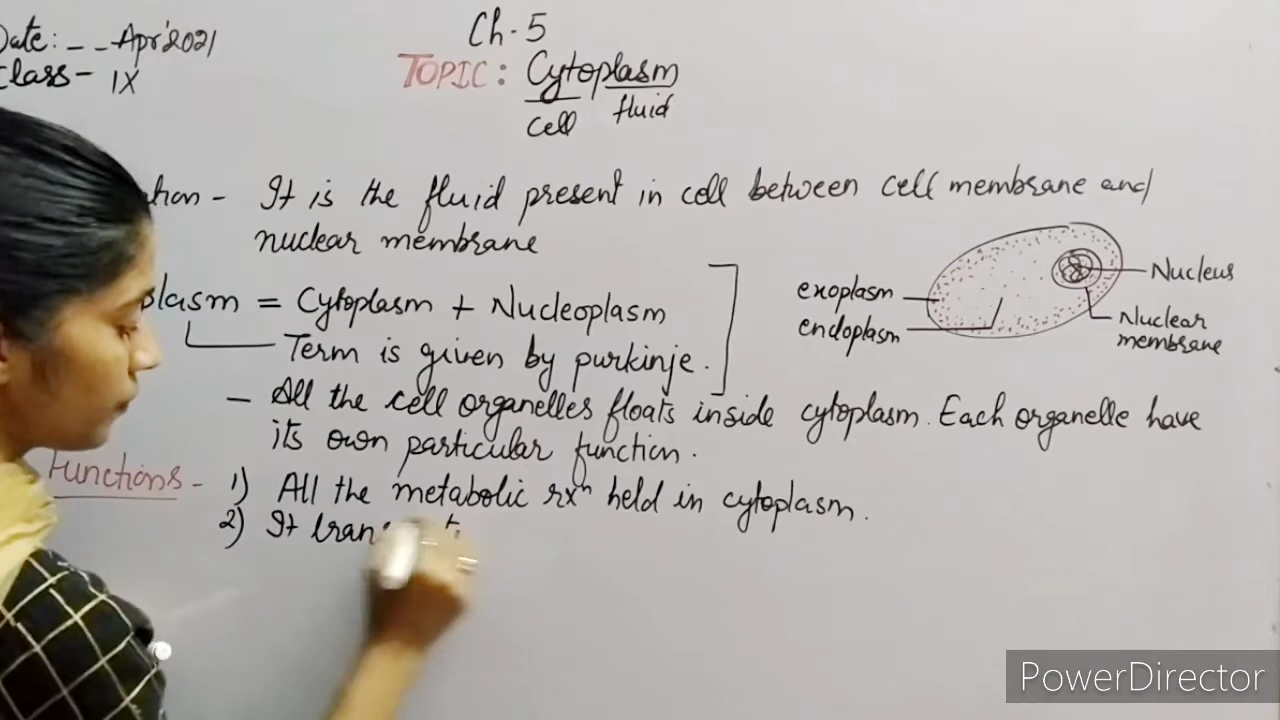 Date: _ _ Apr'2021
Class - IX
Ch. 5
TOPIC: Cytoplasm
cell fluid
It is the fluid present in cell between cell membrane and
nuclear membrane
plasm = Cytoplasm + Nucleoplasm
Term is given by purkinje.
exoplasm
endoplasm
Nucleus
Nuclear
membrane
- All the cell organelles floats inside cytoplasm. Each organelle have
its own particular function.
Functions - 1) All the metabolic rxⁿ held in cytoplasm.
2) It
PowerDirector